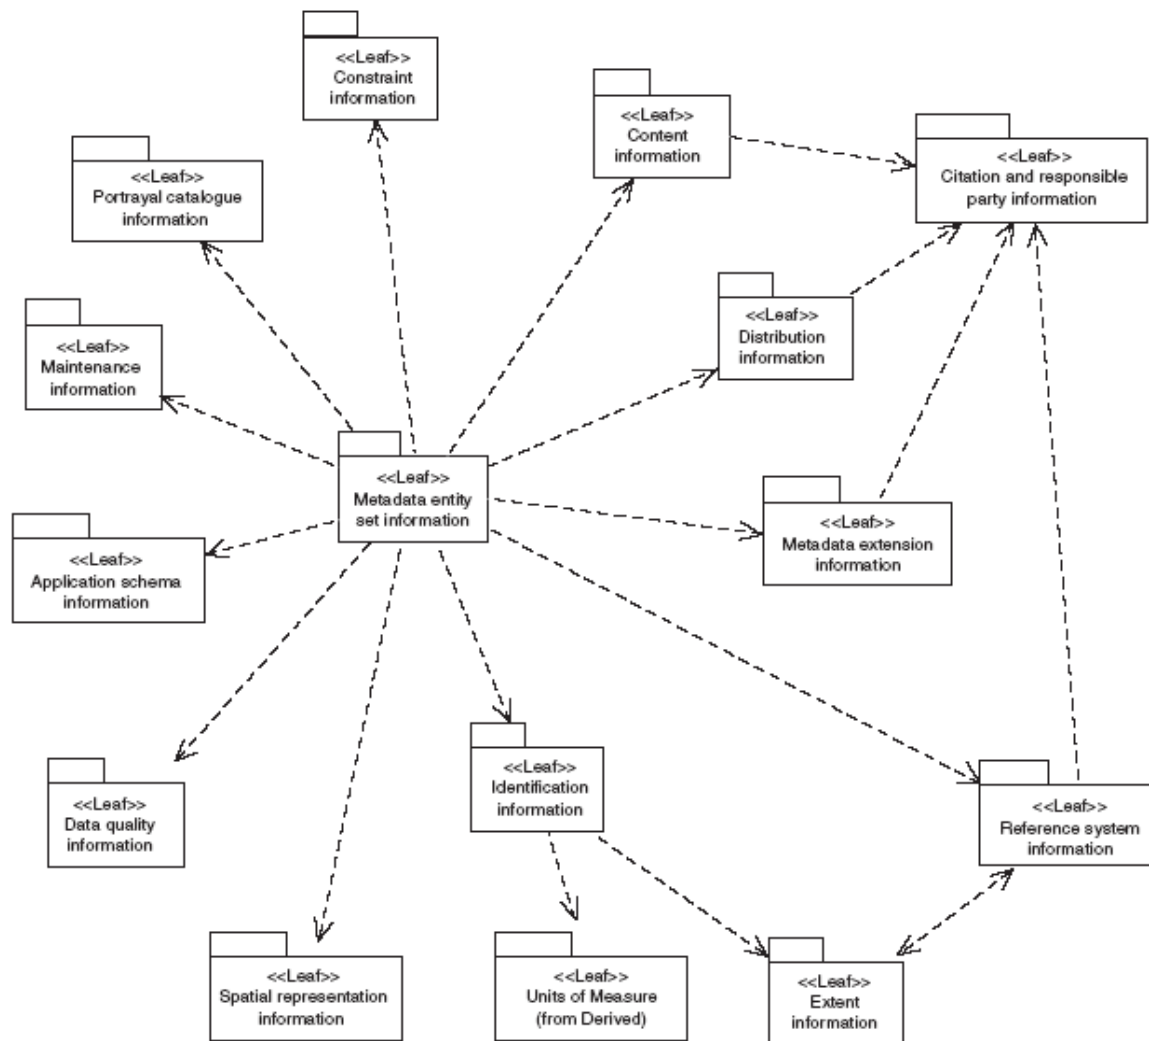 <<Leaf>>
Constraint
information
<<Leaf>>
Content
information
<<Leaf>>
Citation and responsible
party information
<<Leaf>>
Portrayal catalogue
information
<<Leaf>>
Distribution
information
<<Leaf>>
Maintenance
information
<<Leaf>>
Metadata entity
set information
<<Leaf>>
Metadata extension
information
<<Leaf>>
Application schema
information
<<Leaf>>
Identification
information
<<Leaf>>
Reference system
information
<<Leaf>>
Data quality
information
<<Leaf>>
Spatial representation
information
<<Leaf>>
Units of Measure
(from Derived)
<<Leaf>>
Extent
information